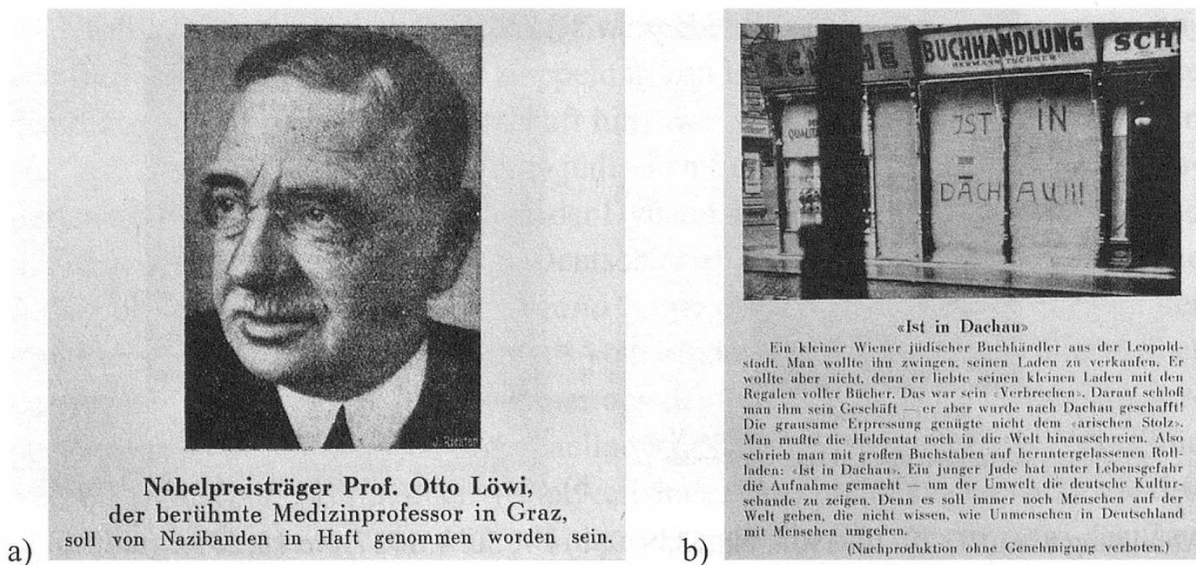 J. Richter
Nobelpreisträger Prof. Otto Löwi,
der berühmte Medizinprofessor in Graz,
soll von Nazibanden in Haft genommen worden sein.
a)
BUCHHANDLUNG
SCH
QUALITÄ
IST IN
DACHAU!!!
«Ist in Dachau»
Ein kleiner Wiener jüdischer Buchhändler aus der Leopold-
stadt. Man wollte ihn zwingen, seinen Laden zu verkaufen. Er
wollte aber nicht, denn er liebte seinen kleinen Laden mit den
Regalen voller Bücher. Das war sein «Verbrechen». Darauf schloß
man ihm sein Geschäft — er aber wurde nach Dachau geschafft!
Die grausame Erpressung genügte nicht dem «arischen Stolz».
Man mußte die Heldentat noch in die Welt hinausschreien. Also
schrieb man mit großen Buchstaben auf heruntergelassenen Roll-
laden: «Ist in Dachau». Ein junger Jude hat unter Lebensgefahr
die Aufnahme gemacht — um der Umwelt die deutsche Kultur-
schande zu zeigen. Denn es soll immer noch Menschen auf der
Welt geben, die nicht wissen, wie Unmenschen in Deutschland
mit Menschen umgehen.
(Nachproduktion ohne Genehmigung verboten.)
b)